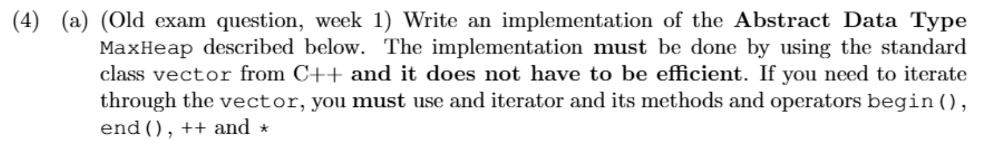 (4) (a) (Old exam question, week 1) Write an implementation of the Abstract Data Type
MaxHeap described below. The implementation must be done by using the standard
class vector from C++ and it does not have to be efficient. If you need to iterate
through the vector, you must use and iterator and its methods and operators begin(),
end(), ++ and *